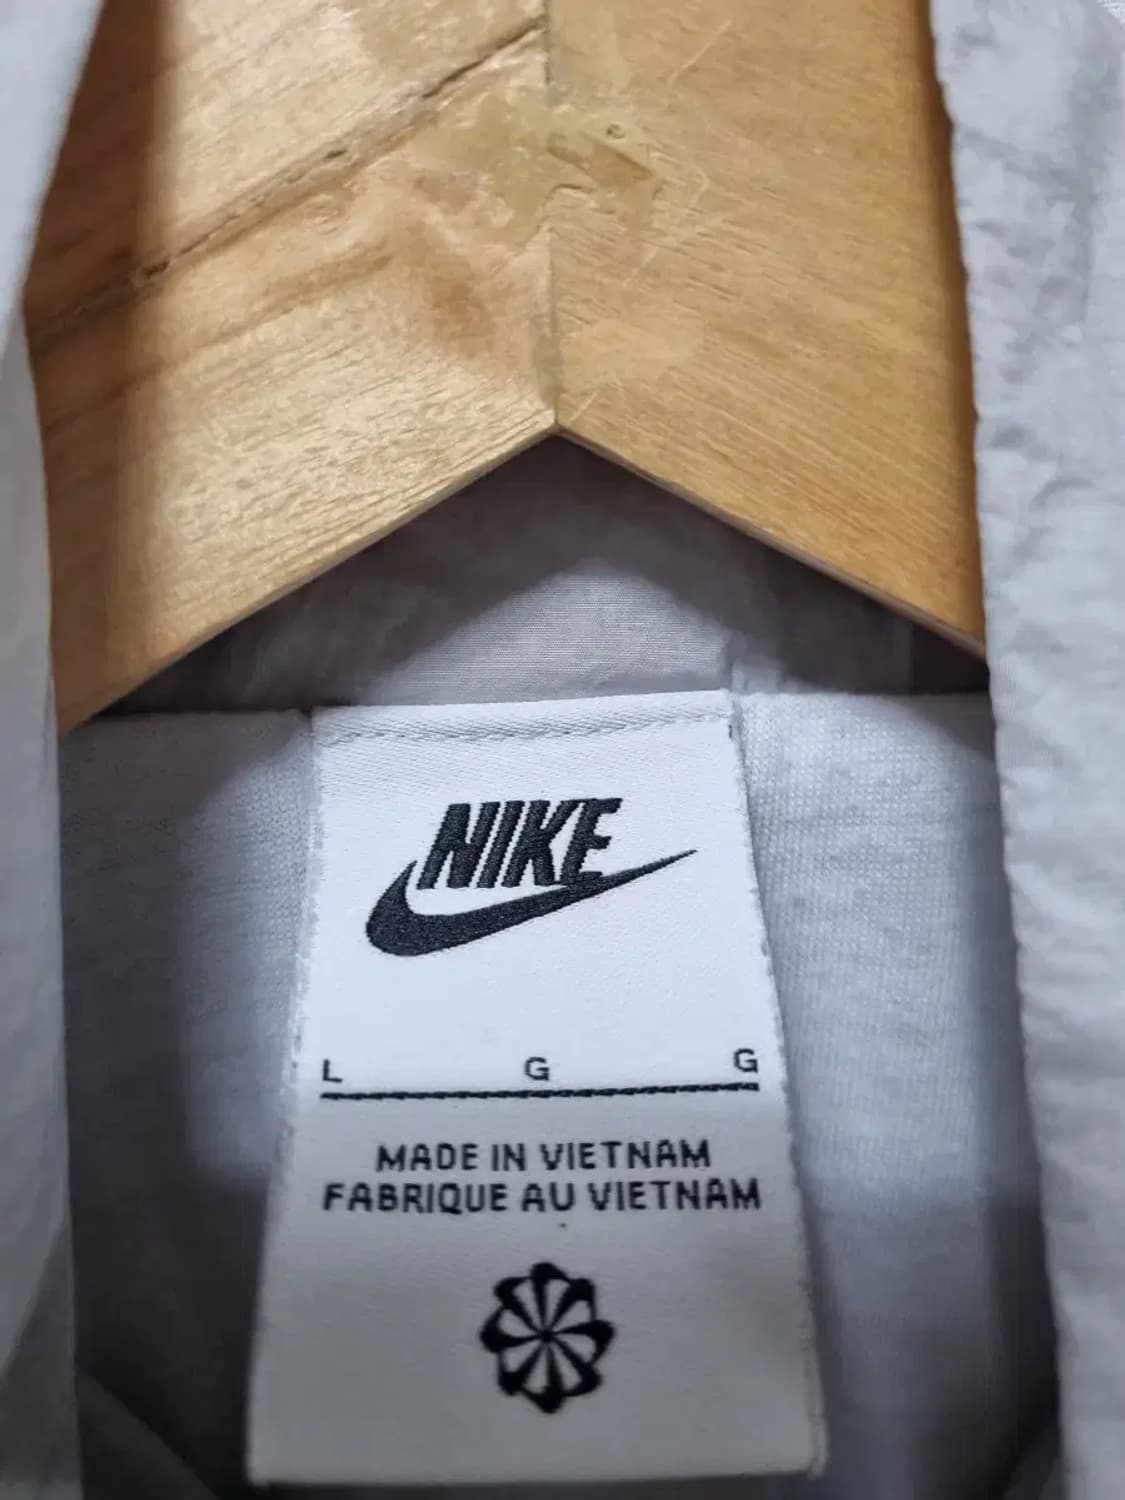 NIKE
L G G
MADE IN VIETNAM
FABRIQUE AU VIETNAM